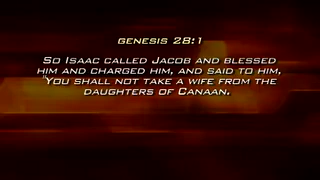 GENESIS 28:1
SO ISAAC CALLED JACOB AND BLESSED
HIM AND CHARGED HIM, AND SAID TO HIM,
"YOU SHALL NOT TAKE A WIFE FROM THE
DAUGHTERS OF CANAAN.